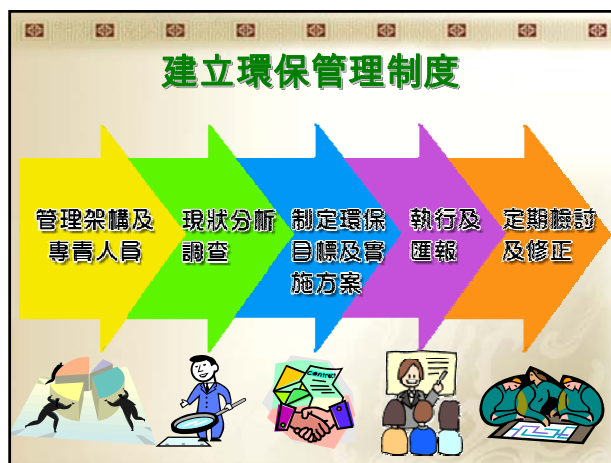 建立環保管理制度
管理架構及
專責人員
現狀分析
調查
制定環保
目標及實
施方案
執行及
匯報
定期檢討
及修正
contract